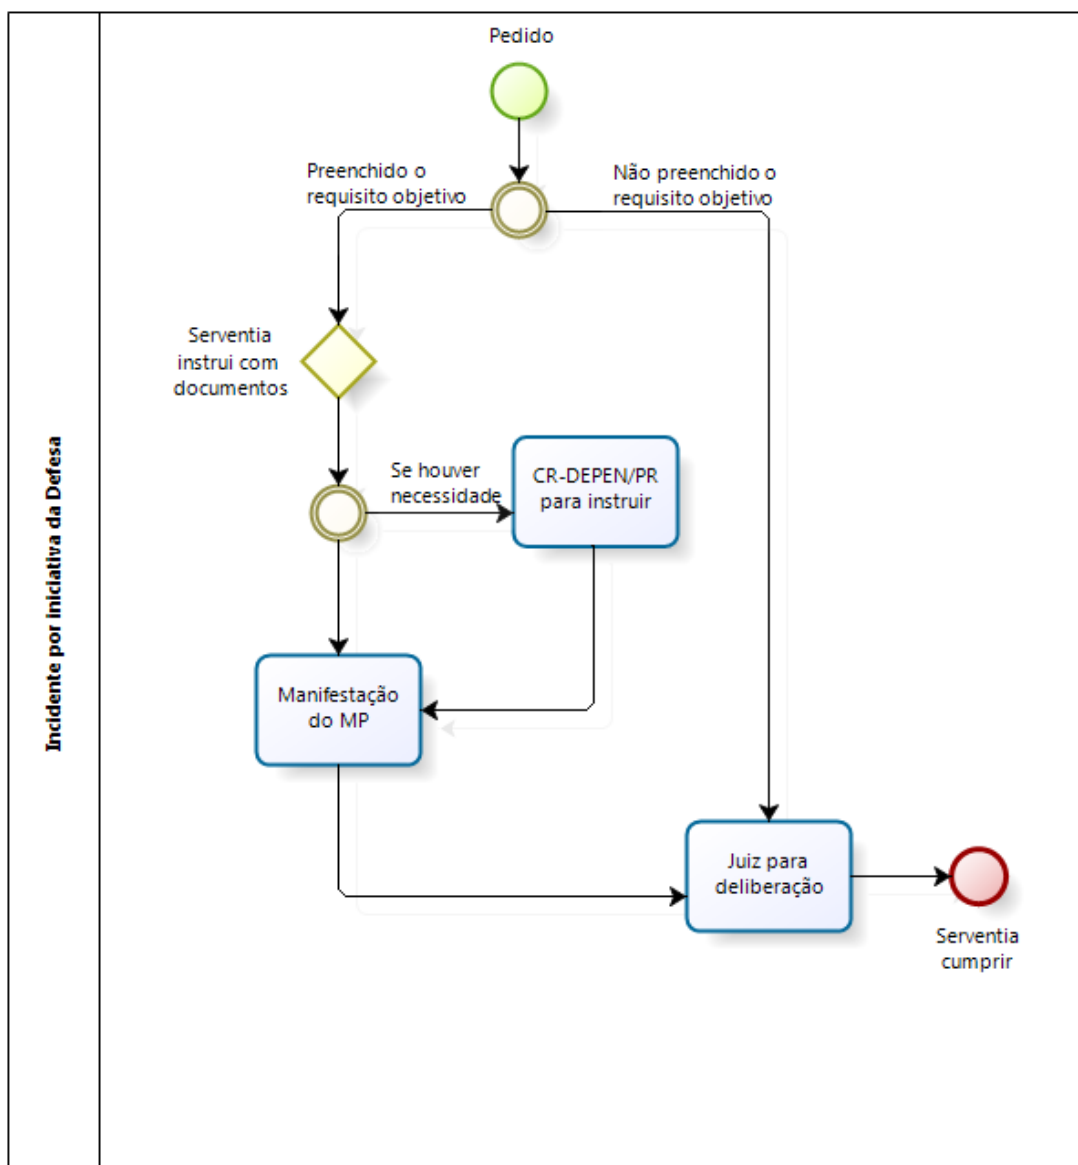 Pedido
Preenchido o
requisito objetivo
Não preenchido o
requisito objetivo
Serventia
instrui com
documentos
Se houver
necessidade
CR-DEPEN/PR
para instruir
Incidente por iniciativa da Defesa
Manifestação
do MP
Juiz para
deliberação
Serventia
cumprir